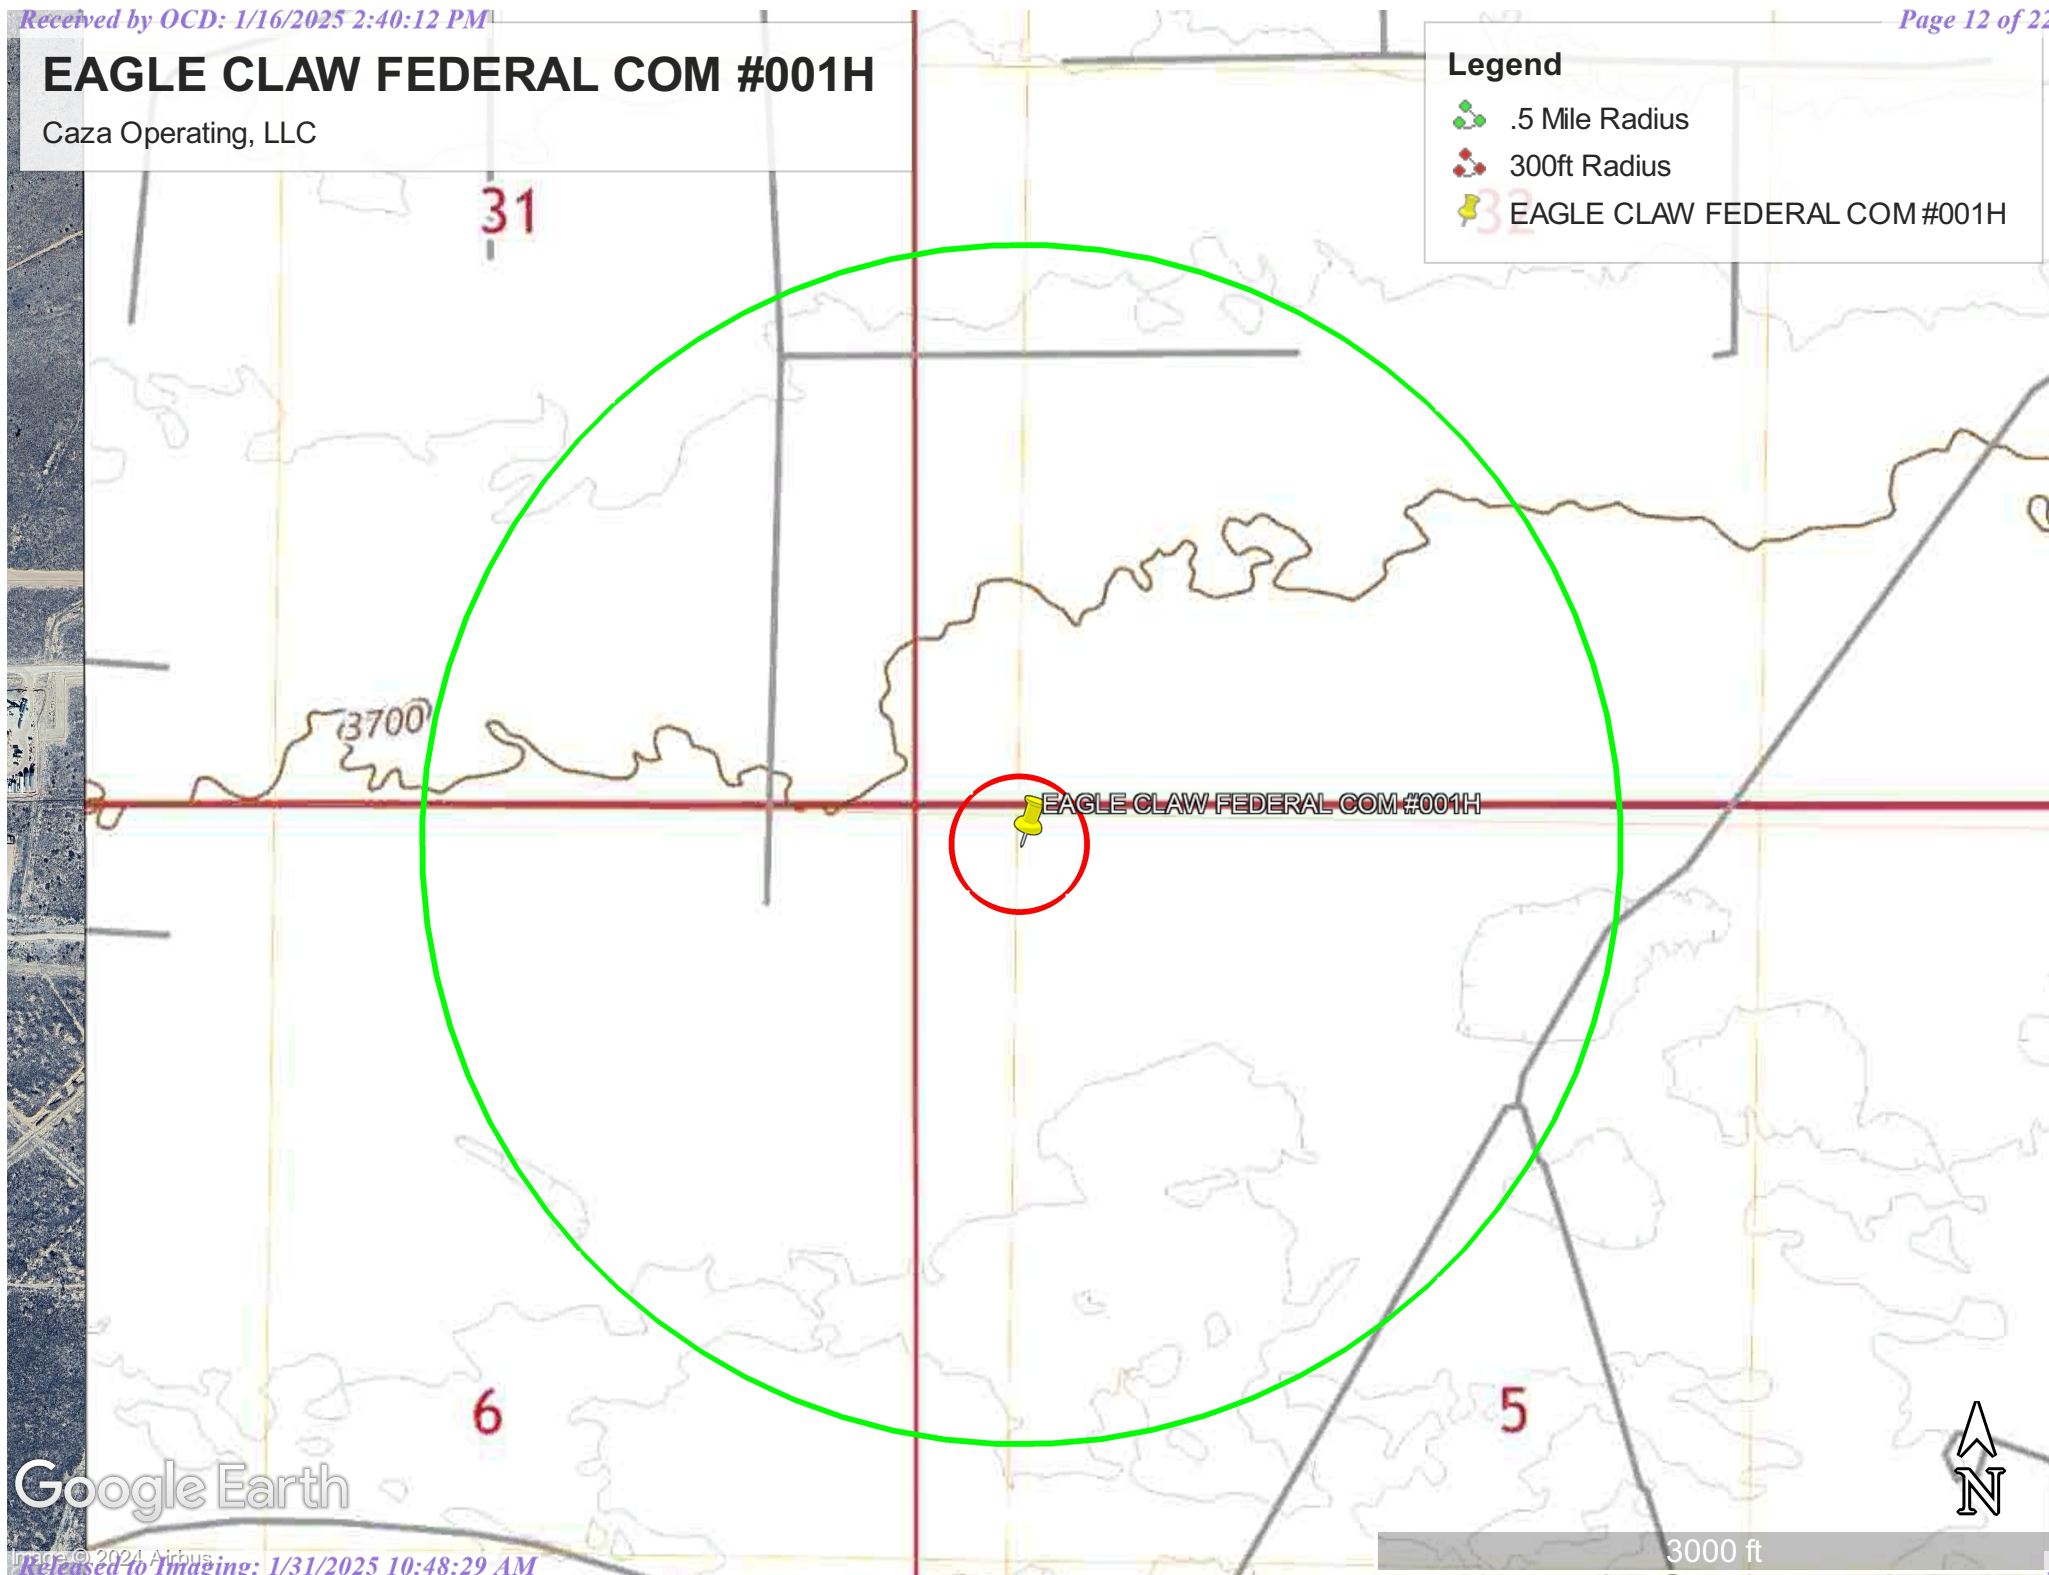 Received by OCD: 1/16/2025 2:40:12 PM
Page 12 of 22
EAGLE CLAW FEDERAL COM #001H
Caza Operating, LLC
Legend
.5 Mile Radius
300ft Radius
EAGLE CLAW FEDERAL COM #001H
31
32
3700
EAGLE CLAW FEDERAL COM #001H
6
5
Google Earth
N
3000 ft
Image © 2024 Airbus
Released to Imaging: 1/31/2025 10:48:29 AM